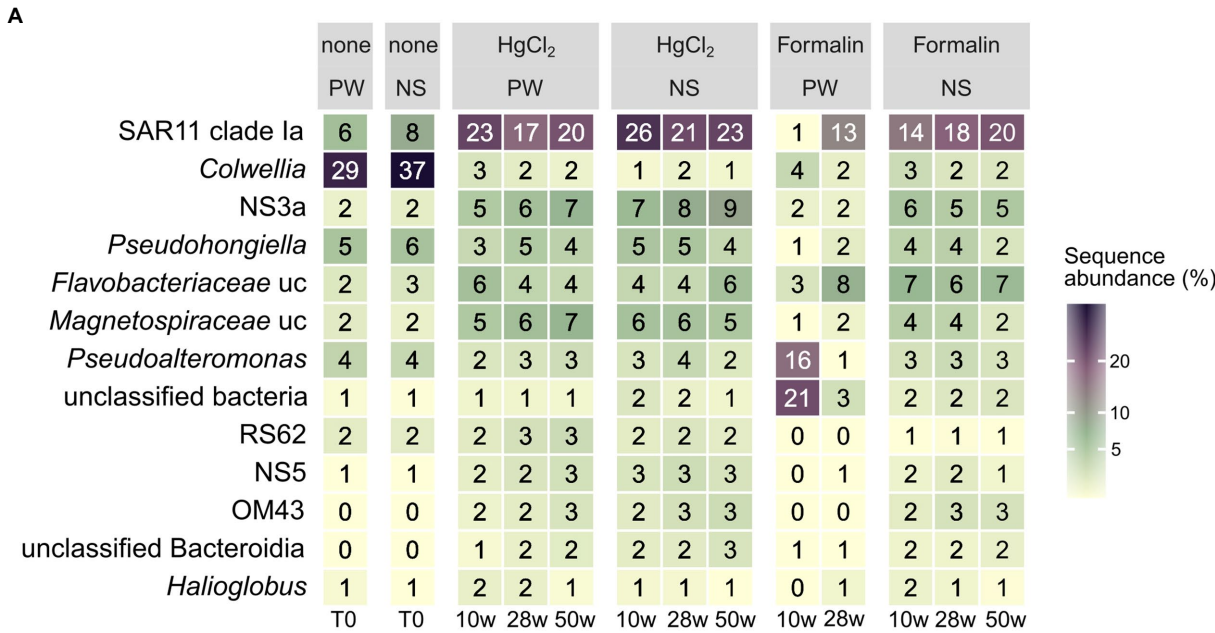 A
none none HgCl₂ HgCl₂ Formalin Formalin
PW NS PW NS PW NS
SAR11 clade Ia 6 8 23 17 20 26 21 23 1 13 14 18 20
Colwellia 29 37 3 2 2 1 2 1 4 2 3 2 2
NS3a 2 2 5 6 7 7 8 9 2 2 6 5 5
Pseudohongiella 5 6 3 5 4 5 5 4 1 2 4 4 2
Flavobacteriaceae uc 2 3 6 4 4 4 4 6 3 8 7 6 7
Magnetospiraceae uc 2 2 5 6 7 6 6 5 1 2 4 4 2
Pseudoalteromonas 4 4 2 3 3 3 4 2 16 1 3 3 3
unclassified bacteria 1 1 1 1 1 2 2 1 21 3 2 2 2
RS62 2 2 2 3 3 2 2 2 0 0 1 1 1
NS5 1 1 2 2 3 3 3 3 0 1 2 2 1
OM43 0 0 2 2 3 2 3 3 0 0 2 3 3
unclassified Bacteroidia 0 0 1 2 2 2 2 3 1 1 2 2 2
Halioglobus 1 1 2 2 1 1 1 1 0 1 2 1 1
T0 T0 10w 28w 50w 10w 28w 50w 10w 28w 10w 28w 50w
Sequence
abundance (%)
20
10
5